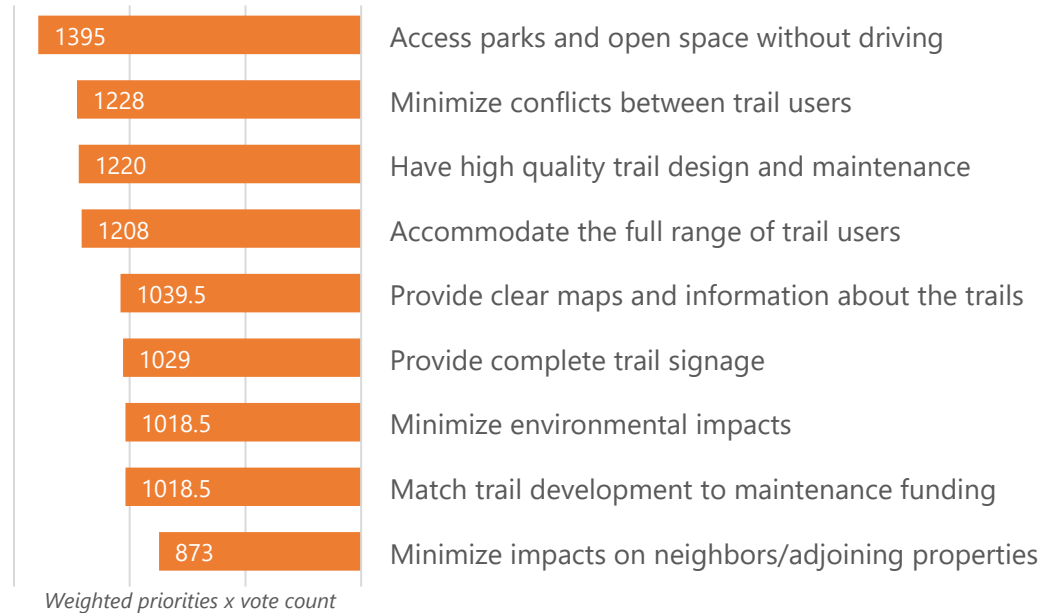 1395 Access parks and open space without driving
1228 Minimize conflicts between trail users
1220 Have high quality trail design and maintenance
1208 Accommodate the full range of trail users
1039.5 Provide clear maps and information about the trails
1029 Provide complete trail signage
1018.5 Minimize environmental impacts
1018.5 Match trail development to maintenance funding
873 Minimize impacts on neighbors/adjoining properties
Weighted priorities x vote count